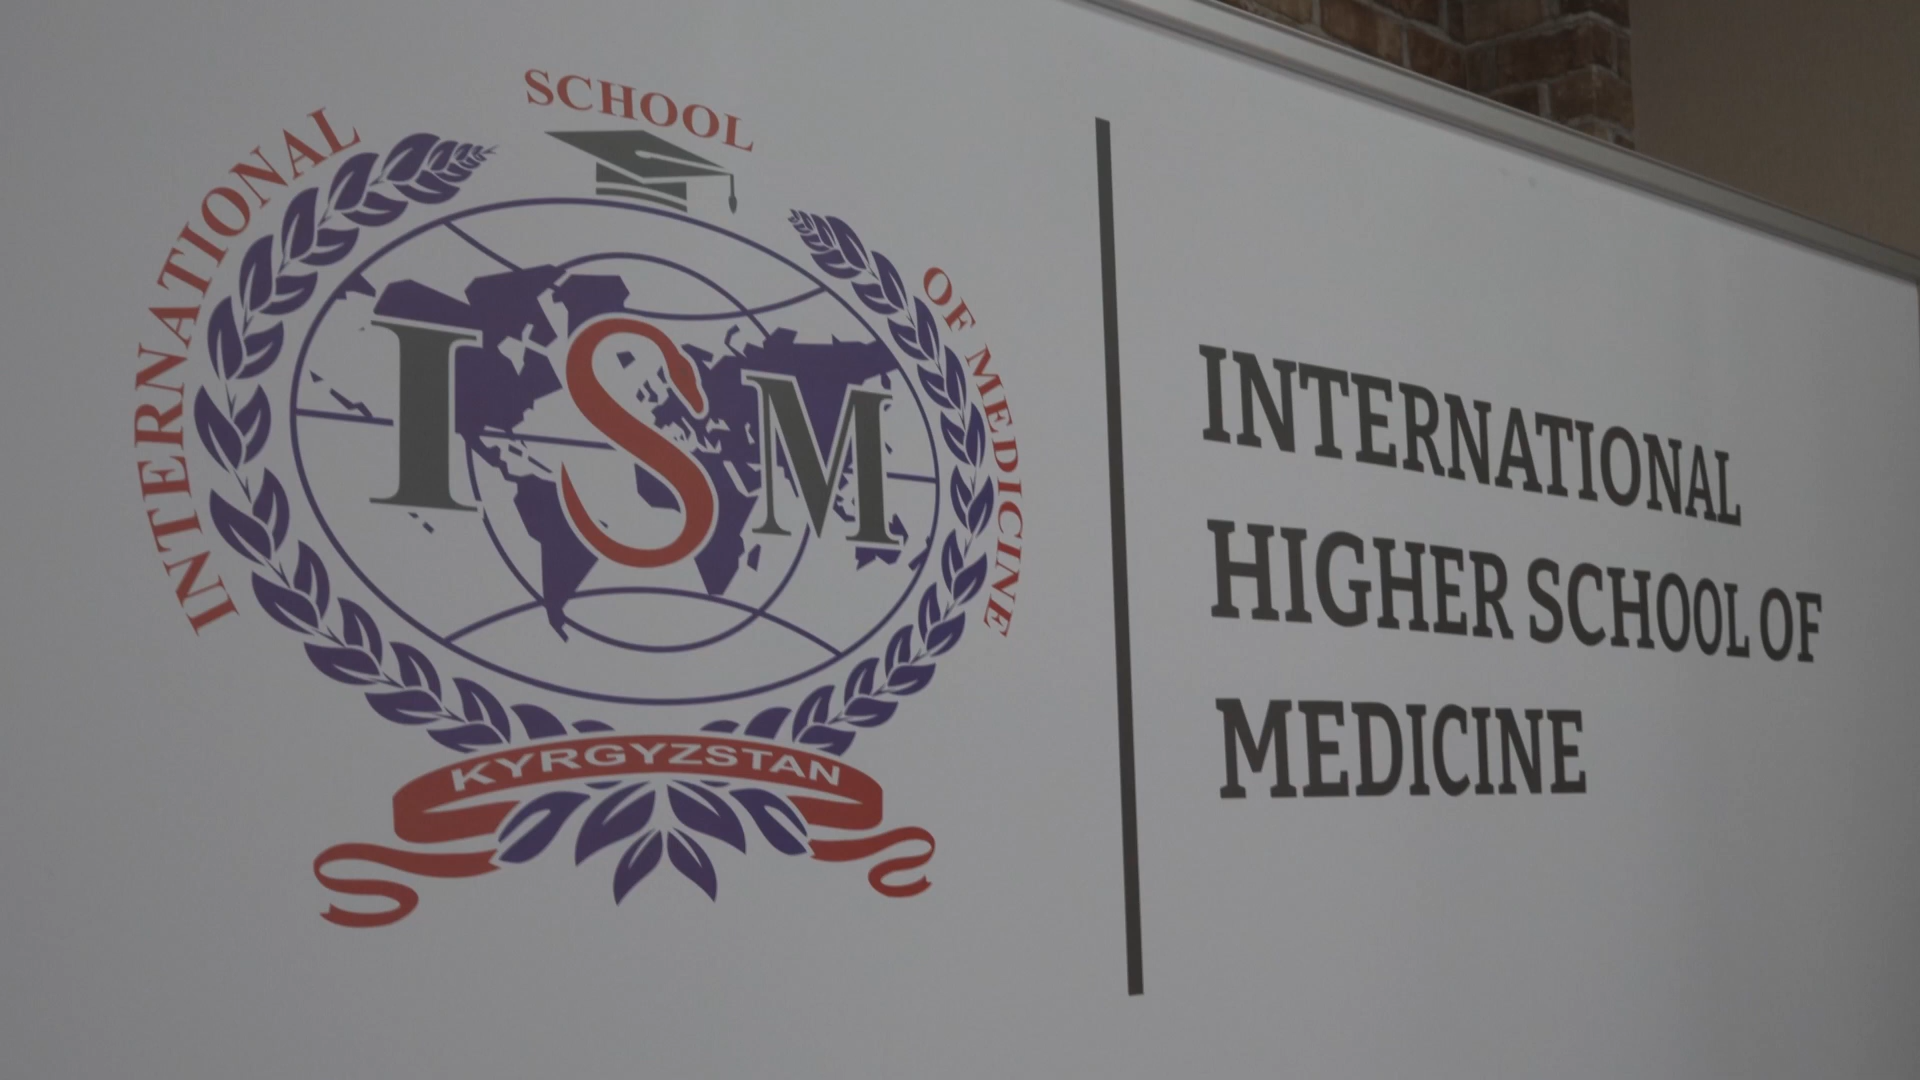 INTERNATIONAL
SCHOOL
OF MEDICINE
ISM
KYRGYZSTAN
INTERNATIONAL
HIGHER SCHOOL OF
MEDICINE